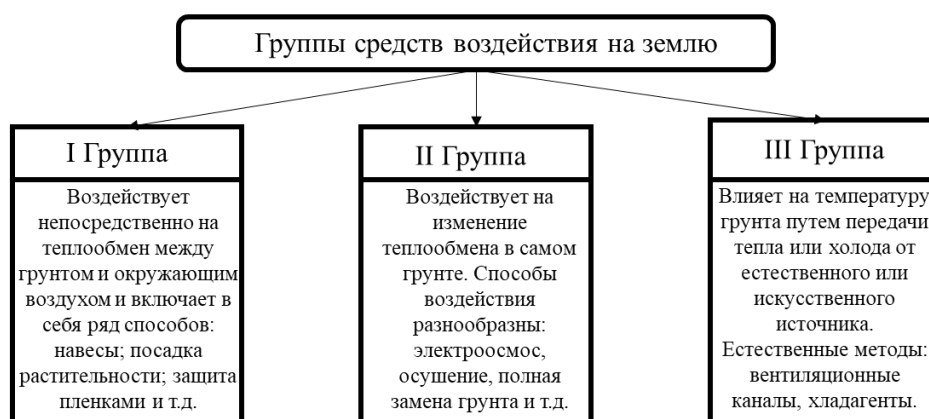 Группы средств воздействия на землю
I Группа
Воздействует
непосредственно на
теплообмен между
грунтом и окружающим
воздухом и включает в
себя ряд способов:
навесы; посадка
растительности; защита
пленками и т.д.
II Группа
Воздействует на
изменение
теплообмена в самом
грунте. Способы
воздействия
разнообразны:
электроосмос,
осушение, полная
замена грунта и т.д.
III Группа
Влияет на температуру
грунта путем передачи
тепла или холода от
естественного или
искусственного
источника.
Естественные методы:
вентиляционные
каналы, хладагенты.